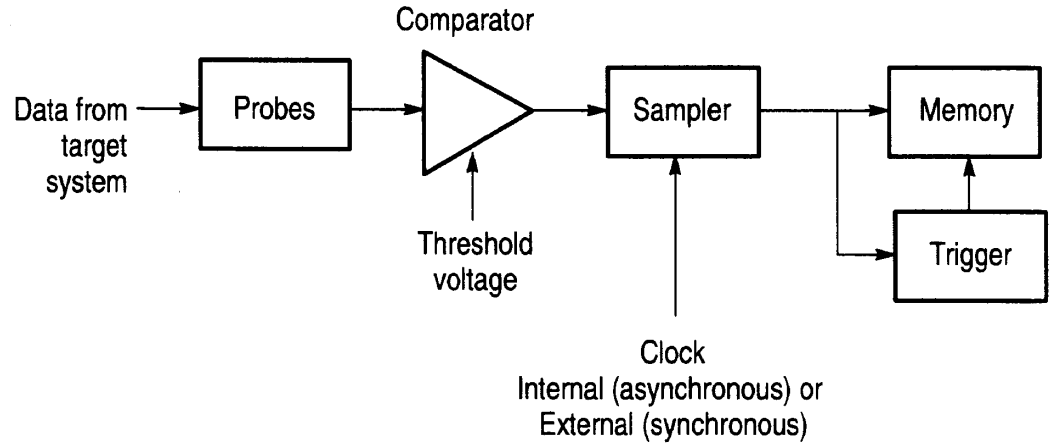 Comparator
Data from
target
system
Probes
Sampler
Memory
Trigger
Threshold
voltage
Clock
Internal (asynchronous) or
External (synchronous)